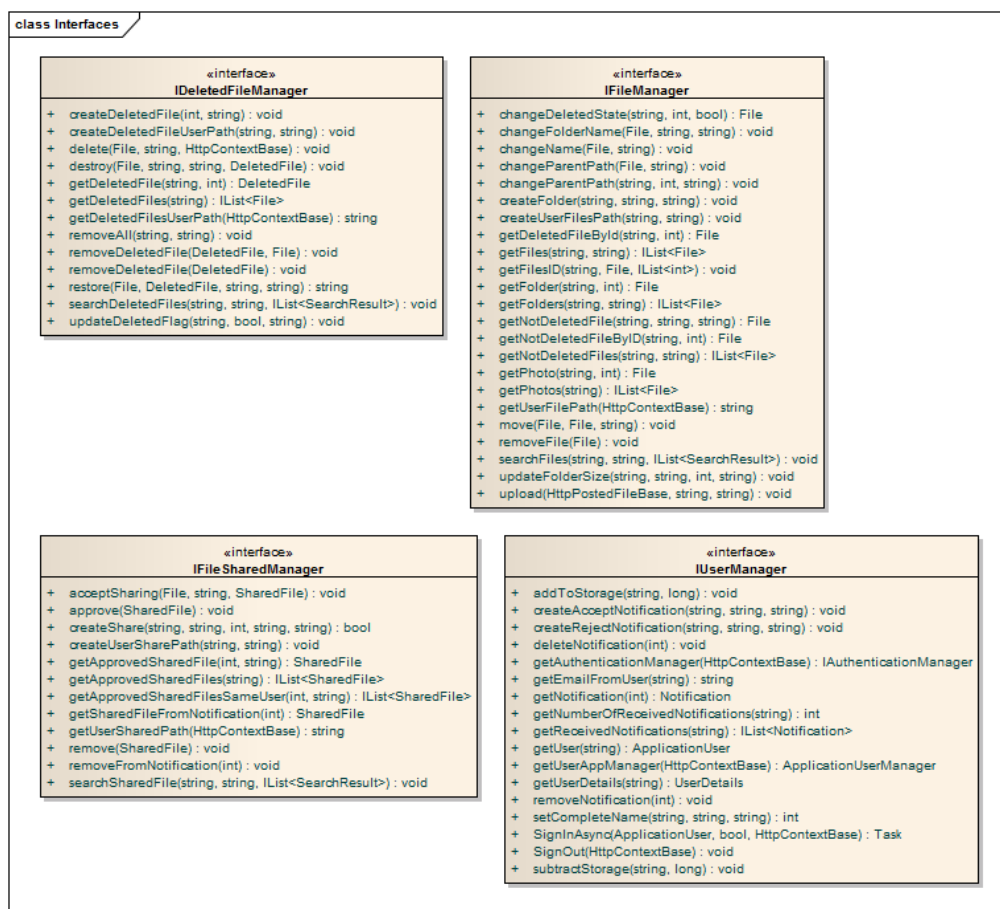 class Interfaces
«interface»
IDeletedFileManager
+ createDeletedFile(int, string) : void
+ createDeletedFileUserPath(string, string) : void
+ delete(File, string, HttpContextBase) : void
+ destroy(File, string, string, DeletedFile) : void
+ getDeletedFile(string, int) : DeletedFile
+ getDeletedFiles(string) : IList<File>
+ getDeletedFilesUserPath(HttpContextBase) : string
+ removeAll(string, string) : void
+ removeDeletedFile(DeletedFile, File) : void
+ removeDeletedFile(DeletedFile) : void
+ restore(File, DeletedFile, string, string) : string
+ searchDeletedFiles(string, string, IList<SearchResult>) : void
+ updateDeletedFlag(string, bool, string) : void
«interface»
IFileManager
+ changeDeletedState(string, int, bool) : File
+ changeFolderName(File, string, string) : void
+ changeName(File, string) : void
+ changeParentPath(File, string) : void
+ changeParentPath(string, int, string) : void
+ createFolder(string, string, string) : void
+ createUserFilesPath(string, string) : void
+ getDeletedFileById(string, int) : File
+ getFiles(string, string) : IList<File>
+ getFilesID(string, File, IList<int>) : void
+ getFolder(string, int) : File
+ getFolders(string, string) : IList<File>
+ getNotDeletedFile(string, string, string) : File
+ getNotDeletedFileByID(string, int) : File
+ getNotDeletedFiles(string, string) : IList<File>
+ getPhoto(string, int) : File
+ getPhotos(string) : IList<File>
+ getUserFilePath(HttpContextBase) : string
+ move(File, File, string) : void
+ removeFile(File) : void
+ searchFiles(string, string, IList<SearchResult>) : void
+ updateFolderSize(string, string, int, string) : void
+ upload(HttpPostedFileBase, string, string) : void
«interface»
IFileSharedManager
+ acceptSharing(File, string, SharedFile) : void
+ approve(SharedFile) : void
+ createShare(string, string, int, string, string) : bool
+ createUserSharePath(string, string) : void
+ getApprovedSharedFile(int, string) : SharedFile
+ getApprovedSharedFiles(string) : IList<SharedFile>
+ getApprovedSharedFilesSameUser(int, string) : IList<SharedFile>
+ getSharedFileFromNotification(int) : SharedFile
+ getUserSharedPath(HttpContextBase) : string
+ remove(SharedFile) : void
+ removeFromNotification(int) : void
+ searchSharedFile(string, string, IList<SearchResult>) : void
«interface»
IUserManager
+ addToStorage(string, long) : void
+ createAcceptNotification(string, string, string) : void
+ createRejectNotification(string, string, string) : void
+ deleteNotification(int) : void
+ getAuthenticationManager(HttpContextBase) : IAuthenticationManager
+ getEmailFromUser(string) : string
+ getNotification(int) : Notification
+ getNumberOfReceivedNotifications(string) : int
+ getReceivedNotifications(string) : IList<Notification>
+ getUser(string) : ApplicationUser
+ getUserAppManager(HttpContextBase) : ApplicationUserManager
+ getUserDetails(string) : UserDetails
+ removeNotification(int) : void
+ setCompleteName(string, string, string) : int
+ SignInAsync(ApplicationUser, bool, HttpContextBase) : Task
+ SignOut(HttpContextBase) : void
+ subtractStorage(string, long) : void